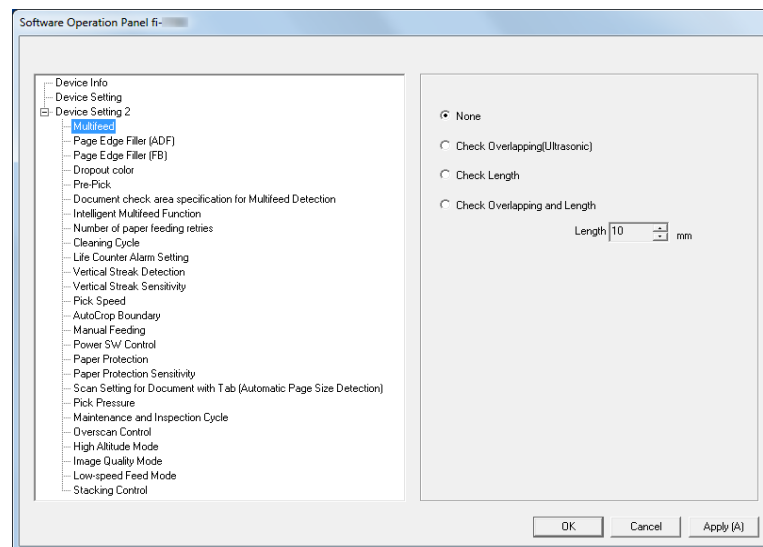 Software Operation Panel fi-
Device Info
Device Setting
Device Setting 2
Multifeed
Page Edge Filler (ADF)
Page Edge Filler (FB)
Dropout color
Pre-Pick
Document check area specification for Multifeed Detection
Intelligent Multifeed Function
Number of paper feeding retries
Cleaning Cycle
Life Counter Alarm Setting
Vertical Streak Detection
Vertical Streak Sensitivity
Pick Speed
AutoCrop Boundary
Manual Feeding
Power SW Control
Paper Protection
Paper Protection Sensitivity
Scan Setting for Document with Tab (Automatic Page Size Detection)
Pick Pressure
Maintenance and Inspection Cycle
Overscan Control
High Altitude Mode
Image Quality Mode
Low-speed Feed Mode
Stacking Control
None
Check Overlapping(Ultrasonic)
Check Length
Check Overlapping and Length
Length 10 mm
OK Cancel Apply (A)